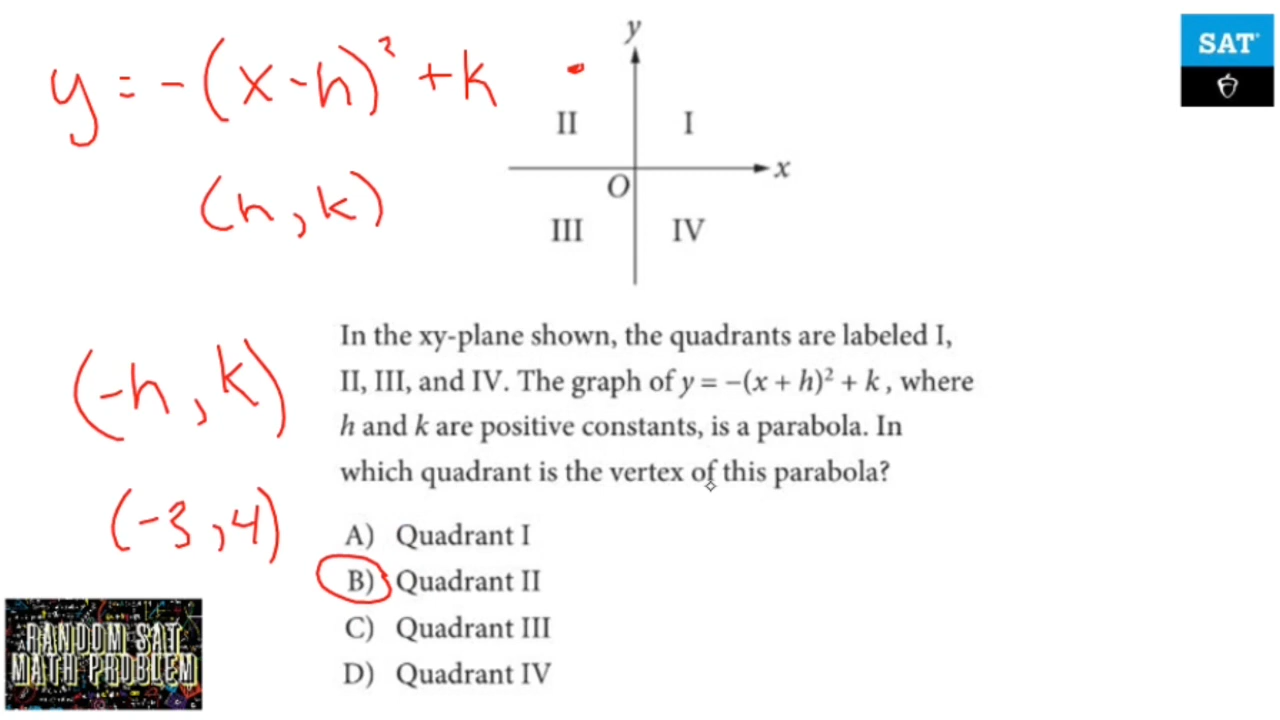 y = -(x-h)² + k
(h, k)
(-h, k)
(-3, 4)
y
II
I
x
O
III
IV
SAT
In the xy-plane shown, the quadrants are labeled I,
II, III, and IV. The graph of y = −(x + h)² + k , where
h and k are positive constants, is a parabola. In
which quadrant is the vertex of this parabola?
A) Quadrant I
B) Quadrant II
C) Quadrant III
D) Quadrant IV
RANDOM SAT
MATH PROBLEM